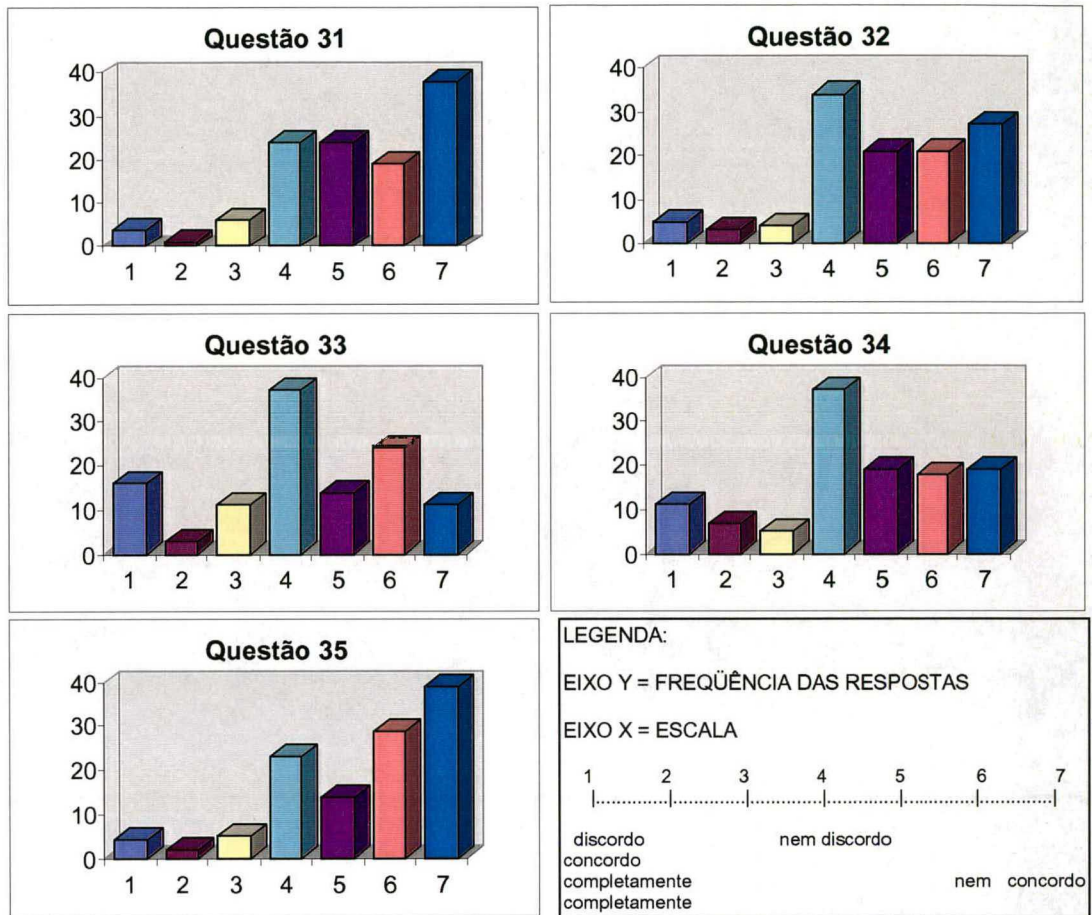 Questão 31
40
30
20
10
0
1 2 3 4 5 6 7
Questão 32
40
30
20
10
0
1 2 3 4 5 6 7
Questão 33
40
30
20
10
0
1 2 3 4 5 6 7
Questão 34
40
30
20
10
0
1 2 3 4 5 6 7
Questão 35
40
30
20
10
0
1 2 3 4 5 6 7
LEGENDA:
EIXO Y = FREQÜÊNCIA DAS RESPOSTAS
EIXO X = ESCALA
1 2 3 4 5 6 7
discordo nem discordo
concordo
completamente nem concordo
completamente